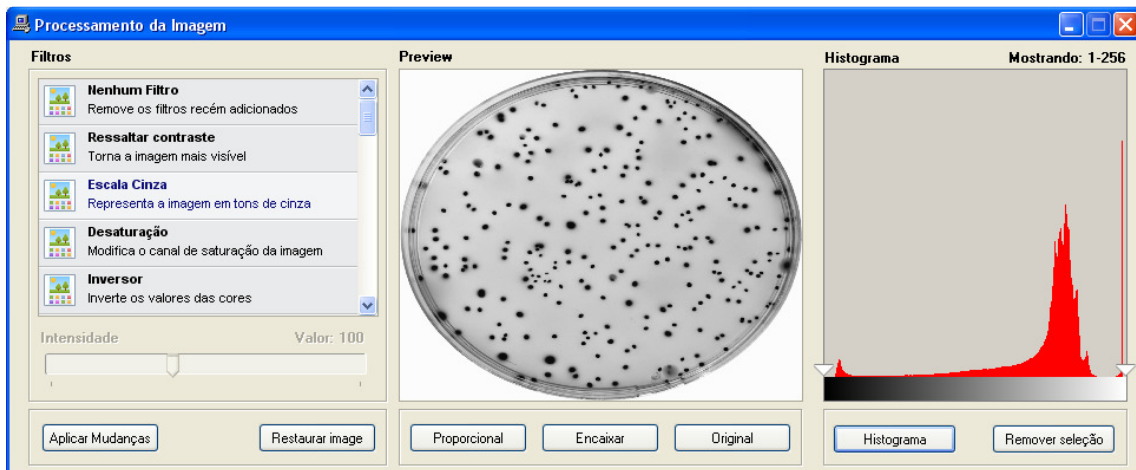 Processamento da Imagem
Filtros
Nenhum Filtro
Remove os filtros recém adicionados
Ressaltar contraste
Torna a imagem mais visível
Escala Cinza
Representa a imagem em tons de cinza
Desaturação
Modifica o canal de saturação da imagem
Inversor
Inverte os valores das cores
Intensidade Valor: 100
Aplicar Mudanças Restaurar image
Preview
Proporcional Encaixar Original
Histograma Mostrando: 1-256
Histograma Remover seleção